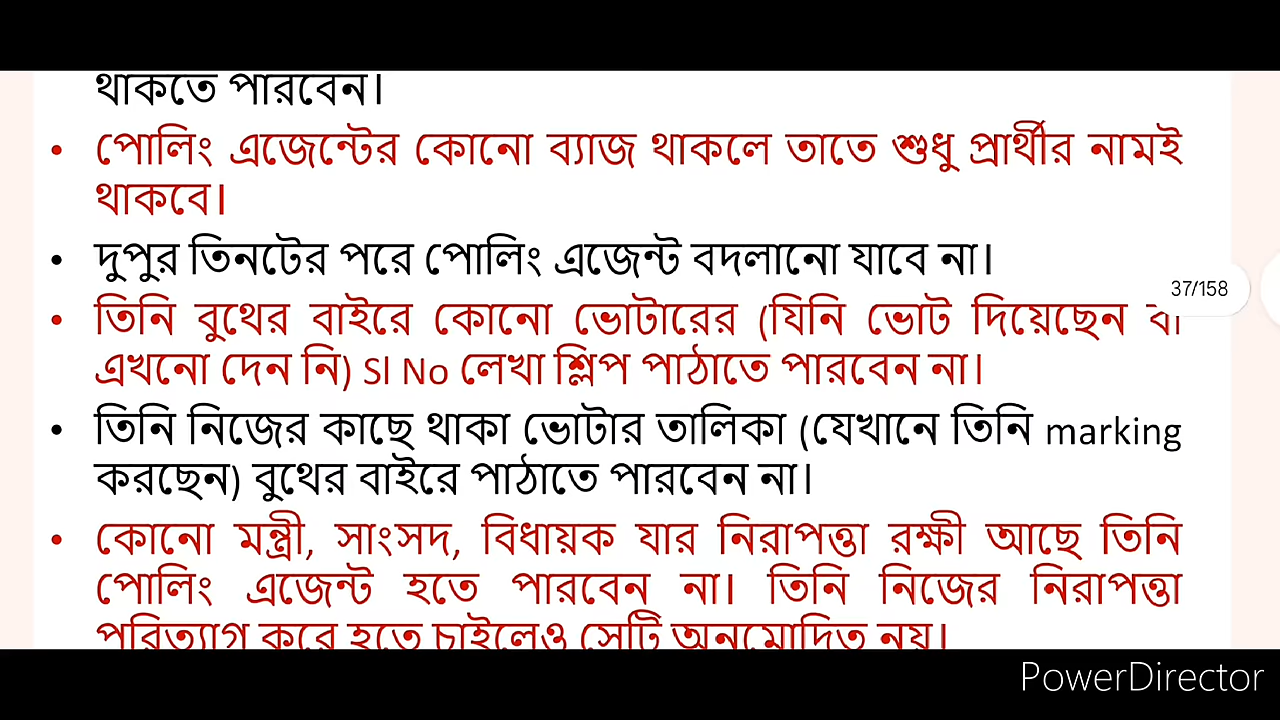 থাকতে পারবেন।
• পোলিং এজেন্টের কোনো ব্যাজ থাকলে তাতে শুধু প্রার্থীর নামই
থাকবে।
• দুপুর তিনটের পরে পোলিং এজেন্ট বদলানো যাবে না।
37/158
• তিনি বুথের বাইরে কোনো ভোটারের (যিনি ভোট দিয়েছেন বা
এখনো দেন নি) Sl No লেখা শ্লিপ পাঠাতে পারবেন না।
• তিনি নিজের কাছে থাকা ভোটার তালিকা (যেখানে তিনি marking
করছেন) বুথের বাইরে পাঠাতে পারবেন না।
• কোনো মন্ত্রী, সাংসদ, বিধায়ক যার নিরাপত্তা রক্ষী আছে তিনি
পোলিং এজেন্ট হতে পারবেন না। তিনি নিজের নিরাপত্তা
পরিত্যাগ করে হতে চাইলেও সেটি অনুমোদিত নয়।
PowerDirector